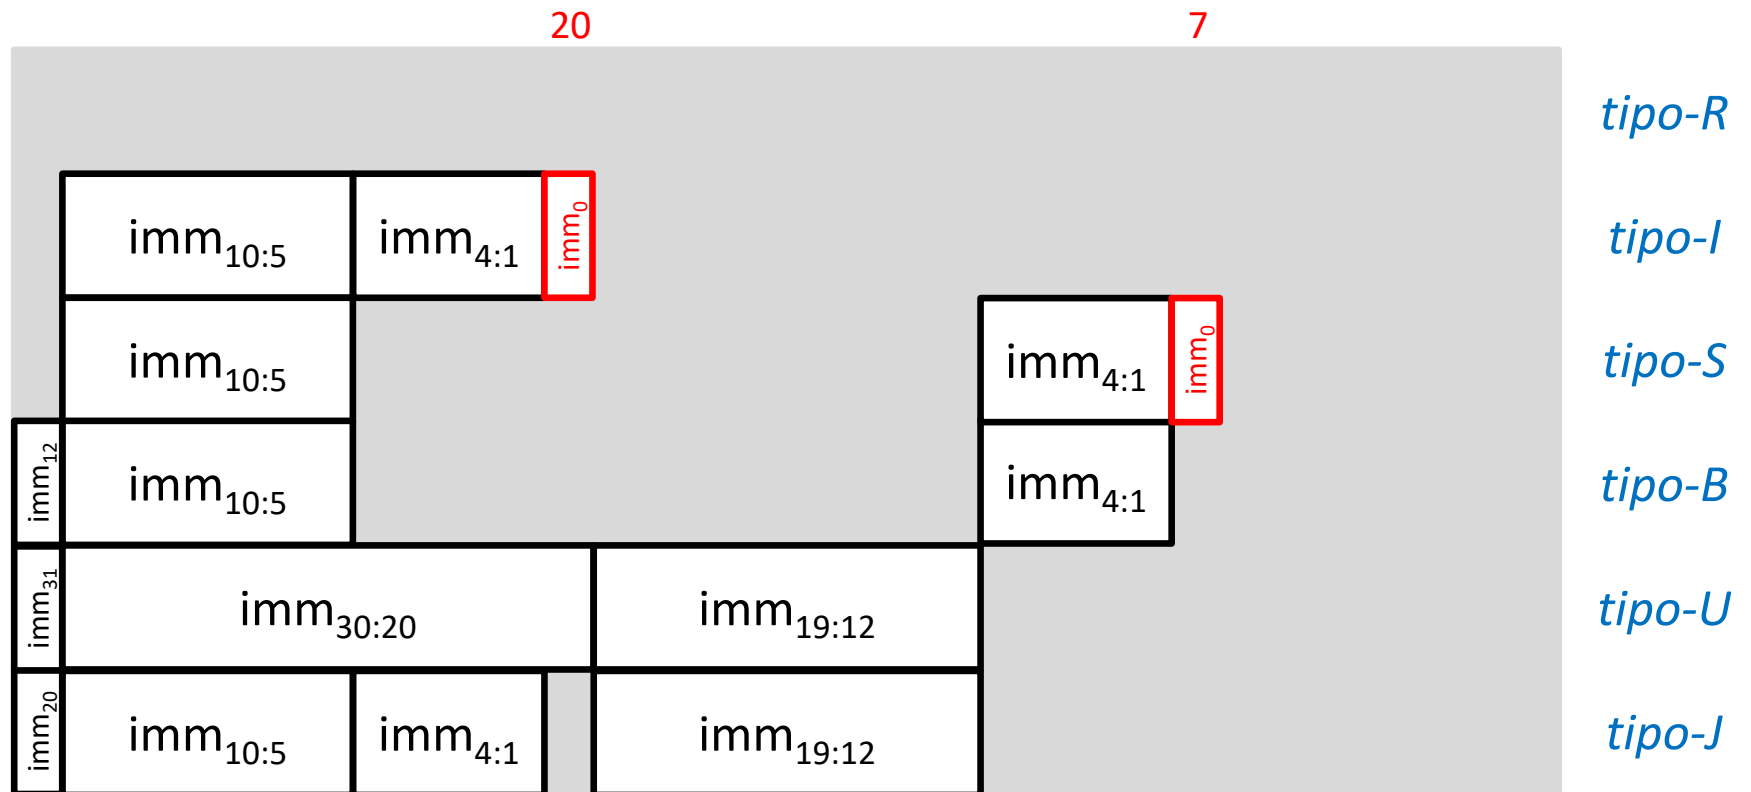 20 7
tipo-R
imm10:5 imm4:1 imm0 tipo-I
imm10:5 imm4:1 imm0 tipo-S
imm12 imm10:5 imm4:1 tipo-B
imm31 imm30:20 imm19:12 tipo-U
imm20 imm10:5 imm4:1 imm19:12 tipo-J